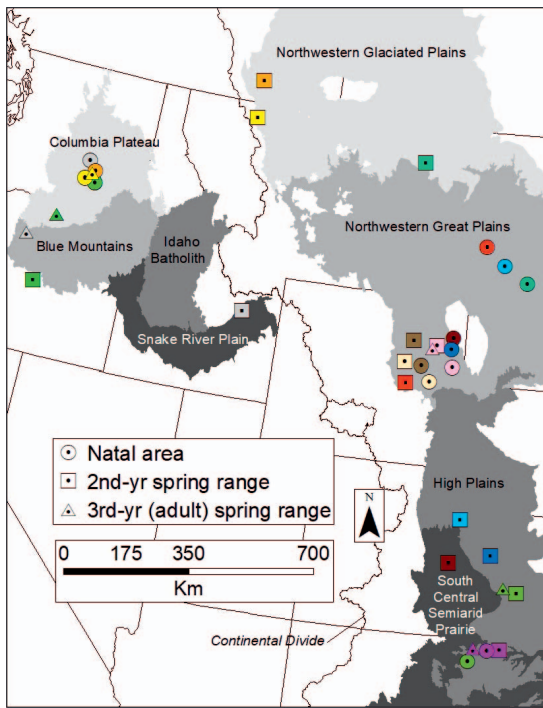 Northwestern Glaciated Plains
Columbia Plateau
Northwestern Great Plains
Blue Mountains
Idaho
Batholith
Snake River Plain
Natal area
2nd-yr spring range
3rd-yr (adult) spring range
0 175 350 700
Km
N
High Plains
South
Central
Semiarid
Prairie
Continental Divide